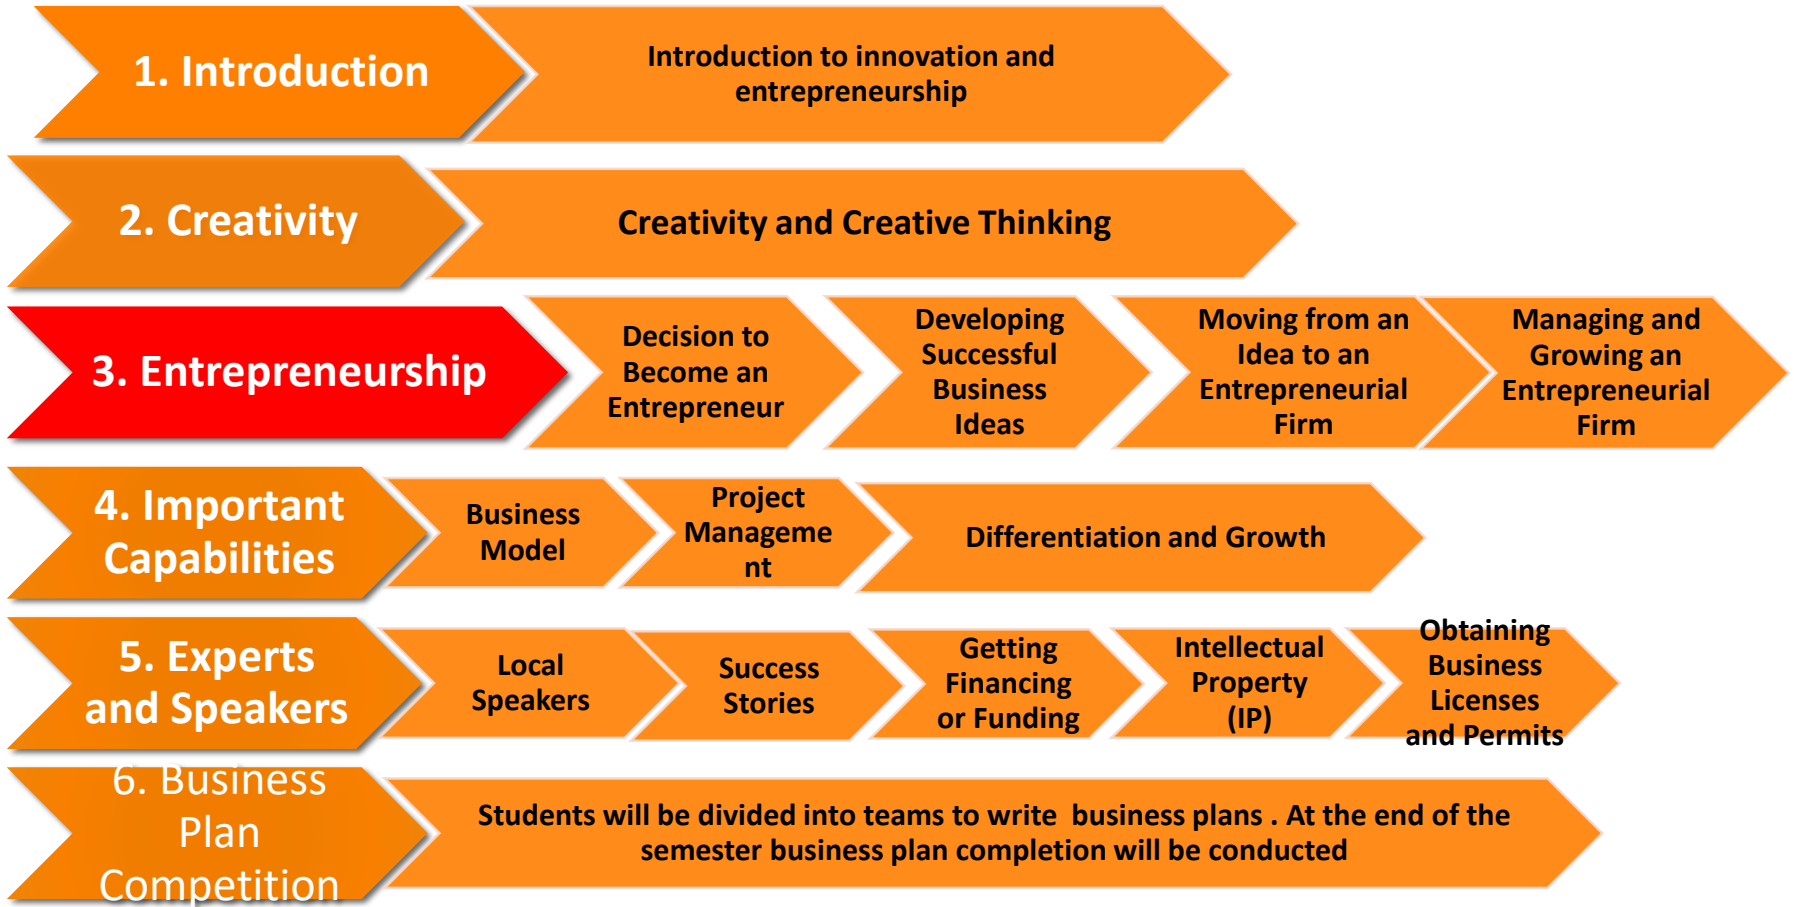 1. Introduction
Introduction to innovation and
entrepreneurship
2. Creativity
Creativity and Creative Thinking
3. Entrepreneurship
Decision to
Become an
Entrepreneur
Developing
Successful
Business
Ideas
Moving from an
Idea to an
Entrepreneurial
Firm
Managing and
Growing an
Entrepreneurial
Firm
4. Important
Capabilities
Business
Model
Project
Manageme
nt
Differentiation and Growth
5. Experts
and Speakers
Local
Speakers
Success
Stories
Getting
Financing
or Funding
Intellectual
Property
(IP)
Obtaining
Business
Licenses
and Permits
6. Business
Plan
Competition
Students will be divided into teams to write  business plans . At the end of the
semester business plan completion will be conducted